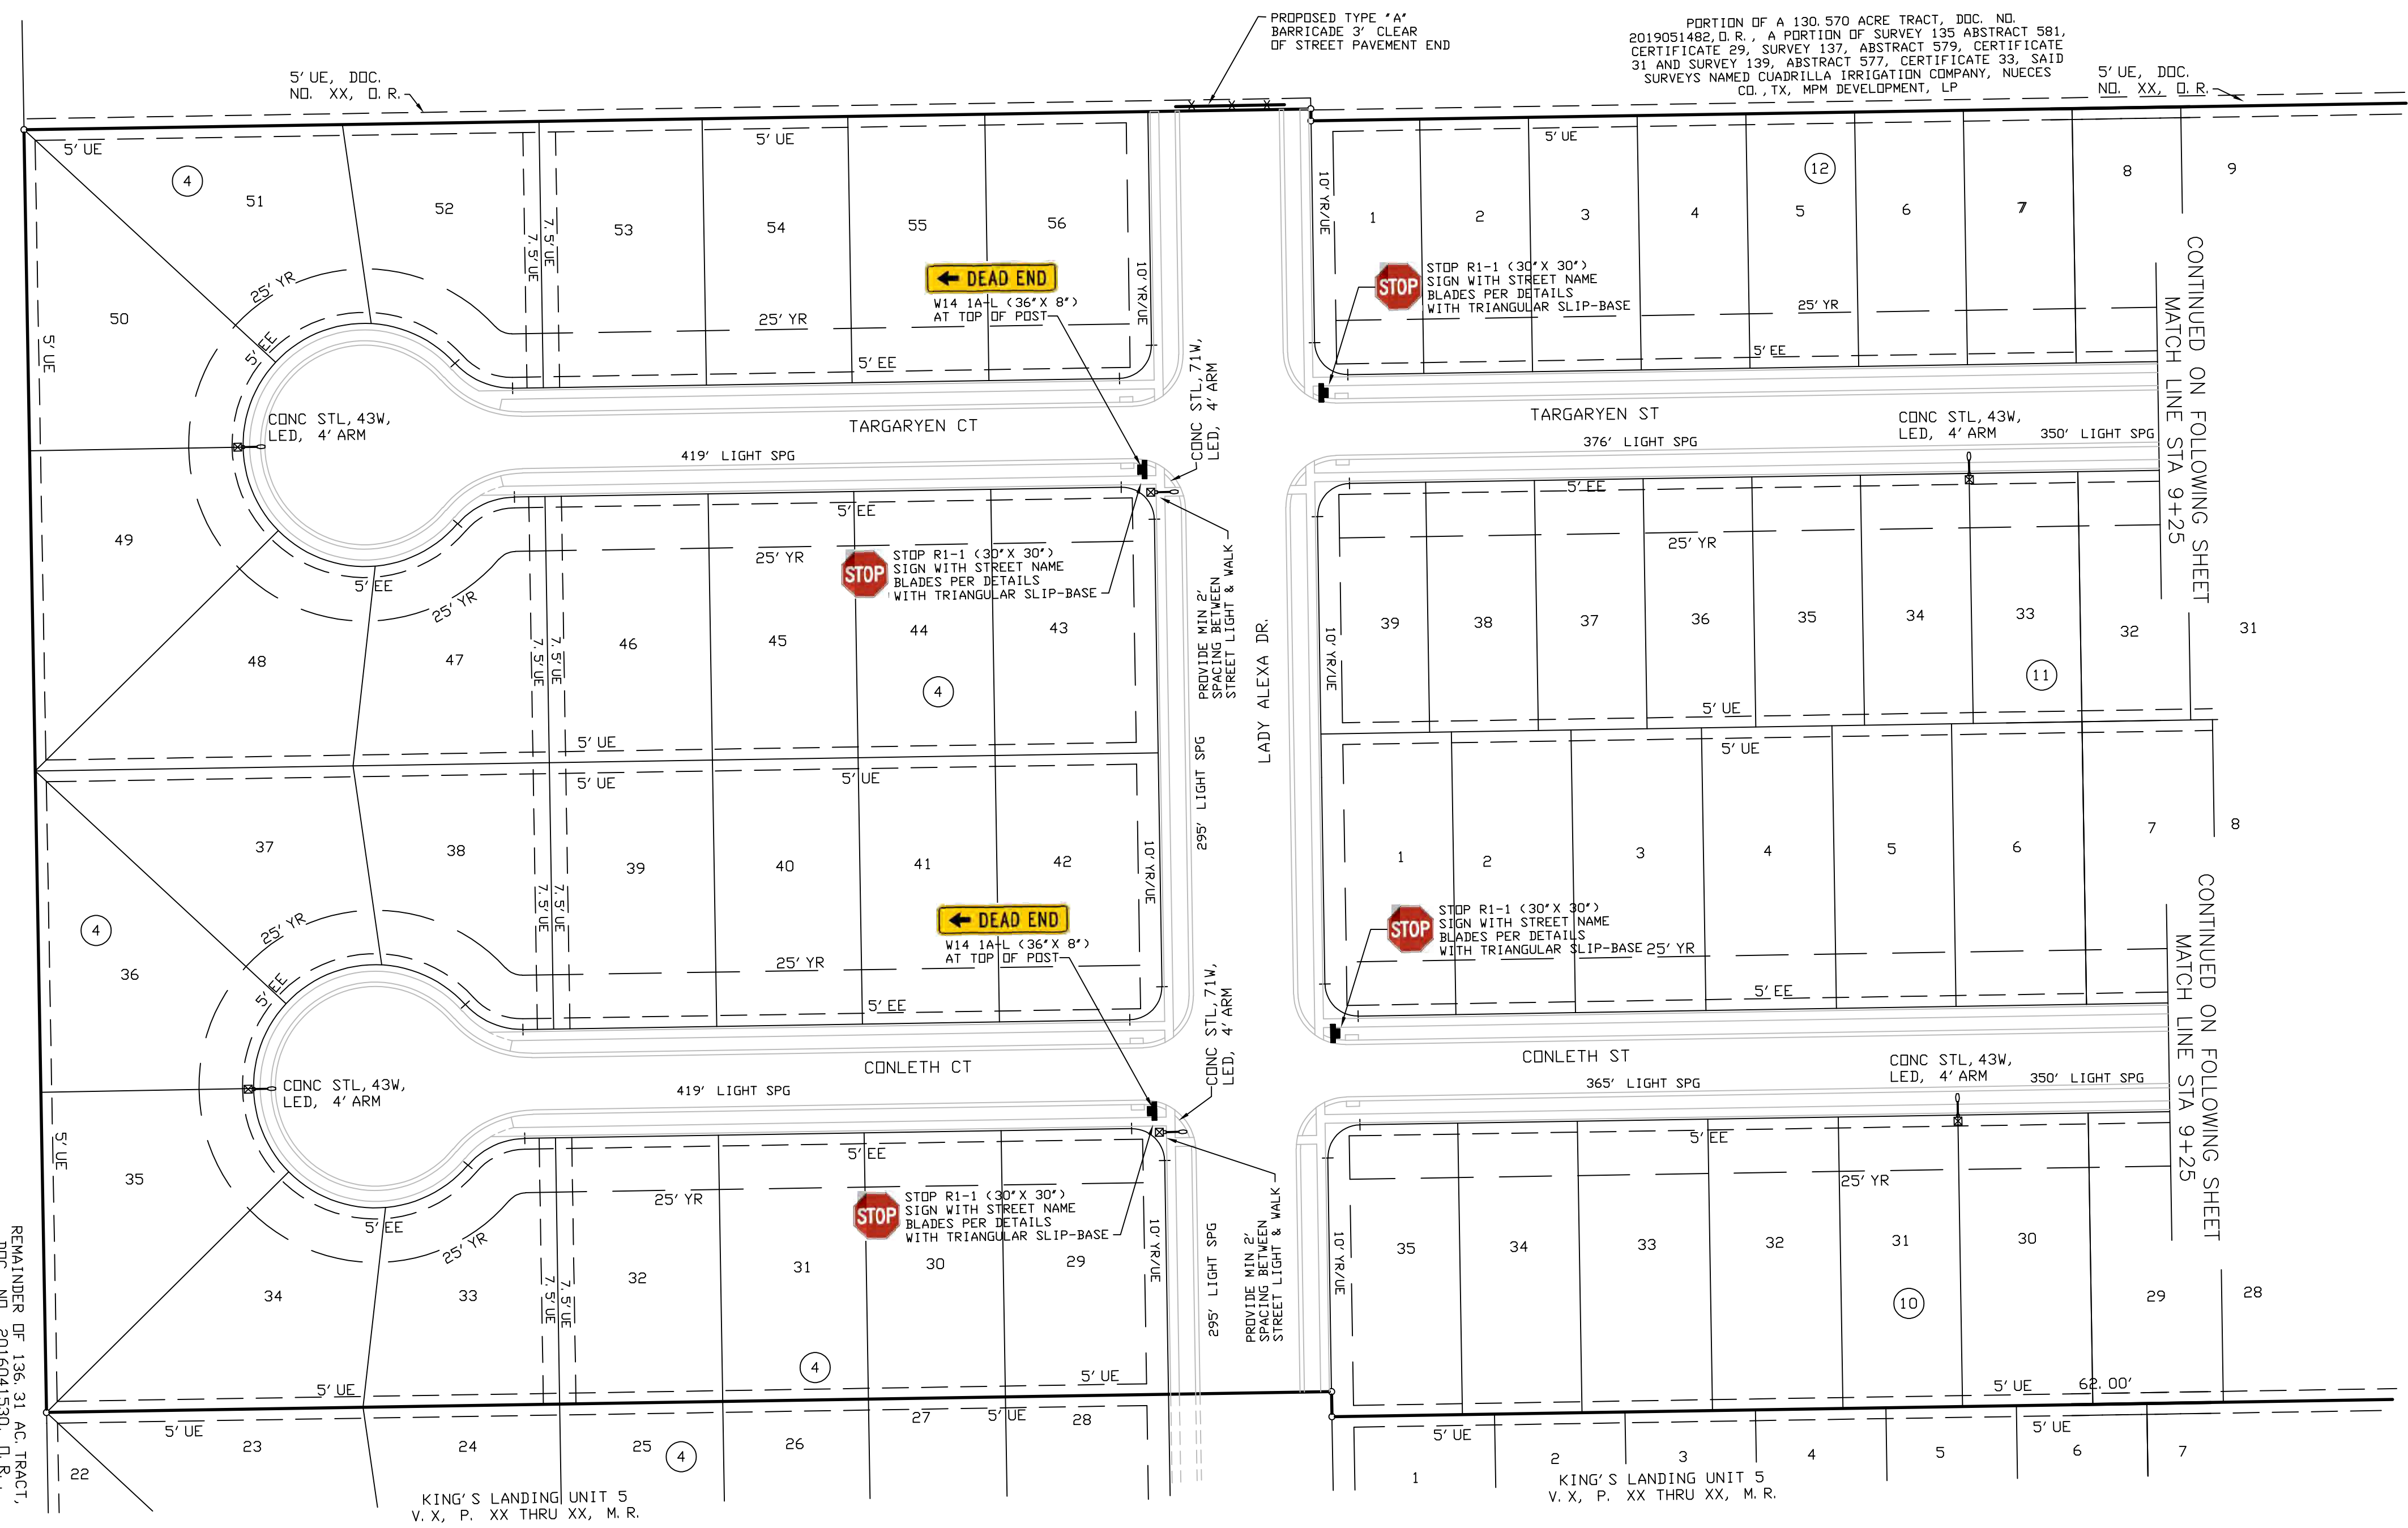 PROPOSED TYPE "A"
BARRICADE 3' CLEAR
OF STREET PAVEMENT END
PORTION OF A 130.570 ACRE TRACT, DOC. NO.
2019051482, O.R., A PORTION OF SURVEY 135 ABSTRACT 581,
CERTIFICATE 29, SURVEY 137, ABSTRACT 579, CERTIFICATE
31 AND SURVEY 139, ABSTRACT 577, CERTIFICATE 33, SAID
SURVEYS NAMED CUADRILLA IRRIGATION COMPANY, NUECES
CO., TX, MPM DEVELOPMENT, LP
5' UE, DOC.
NO. XX, O.R.
5' UE, DOC.
NO. XX, O.R.
5' UE
5' UE
5' UE
4
12
51
52
53
54
55
56
1
2
3
4
5
6
7
8
9
7.5' UE
7.5' UE
10' YR/UE
10' YR/UE
← DEAD END
W14 1A-L (36"X 8")
AT TOP OF POST
STOP
STOP R1-1 (30"X 30")
SIGN WITH STREET NAME
BLADES PER DETAILS
WITH TRIANGULAR SLIP-BASE
CONTINUED ON FOLLOWING SHEET
MATCH LINE STA 9+25
25' YR
50
25' YR
25' YR
5' UE
5' EE
5' EE
5' EE
CONC STL, 71W,
LED, 4' ARM
CONC STL, 43W,
LED, 4' ARM
TARGARYEN CT
TARGARYEN ST
CONC STL, 43W,
LED, 4' ARM
419' LIGHT SPG
376' LIGHT SPG
350' LIGHT SPG
5' EE
5' EE
49
25' YR
25' YR
STOP
STOP R1-1 (30"X 30")
SIGN WITH STREET NAME
BLADES PER DETAILS
WITH TRIANGULAR SLIP-BASE
5' EE
25' YR
PROVIDE MIN 2'
SPACING BETWEEN
STREET LIGHT & WALK
LADY ALEXA DR.
48
47
46
45
44
43
39
38
37
36
35
34
33
32
31
7.5' UE
7.5' UE
10' YR/UE
4
11
5' UE
5' UE
5' UE
5' UE
5' UE
295' LIGHT SPG
37
38
39
40
41
42
1
2
3
4
5
6
7
8
7.5' UE
7.5' UE
10' YR/UE
4
25' YR
← DEAD END
W14 1A-L (36"X 8")
AT TOP OF POST
STOP
STOP R1-1 (30"X 30")
SIGN WITH STREET NAME
BLADES PER DETAILS
WITH TRIANGULAR SLIP-BASE
25' YR
CONTINUED ON FOLLOWING SHEET
MATCH LINE STA 9+25
36
25' YR
5' EE
5' EE
5' EE
CONC STL, 71W,
LED, 4' ARM
CONC STL, 43W,
LED, 4' ARM
CONLETH CT
CONLETH ST
CONC STL, 43W,
LED, 4' ARM
419' LIGHT SPG
365' LIGHT SPG
350' LIGHT SPG
5' UE
5' EE
5' EE
35
25' YR
25' YR
STOP
STOP R1-1 (30"X 30")
SIGN WITH STREET NAME
BLADES PER DETAILS
WITH TRIANGULAR SLIP-BASE
5' EE
25' YR
10' YR/UE
295' LIGHT SPG
PROVIDE MIN 2'
SPACING BETWEEN
STREET LIGHT & WALK
10' YR/UE
34
33
32
31
30
29
35
34
33
32
31
30
29
28
7.5' UE
7.5' UE
4
10
5' UE
5' UE
5' UE
62.00'
REMAINDER OF 136.31 AC. TRACT,
DOC. NO. 2016041530, O.R.,
5' UE
5' UE
5' UE
5' UE
22
23
24
25
4
26
27
28
1
2
3
4
5
6
7
KING'S LANDING UNIT 5
V. X, P. XX THRU XX, M.R.
KING'S LANDING UNIT 5
V. X, P. XX THRU XX, M.R.